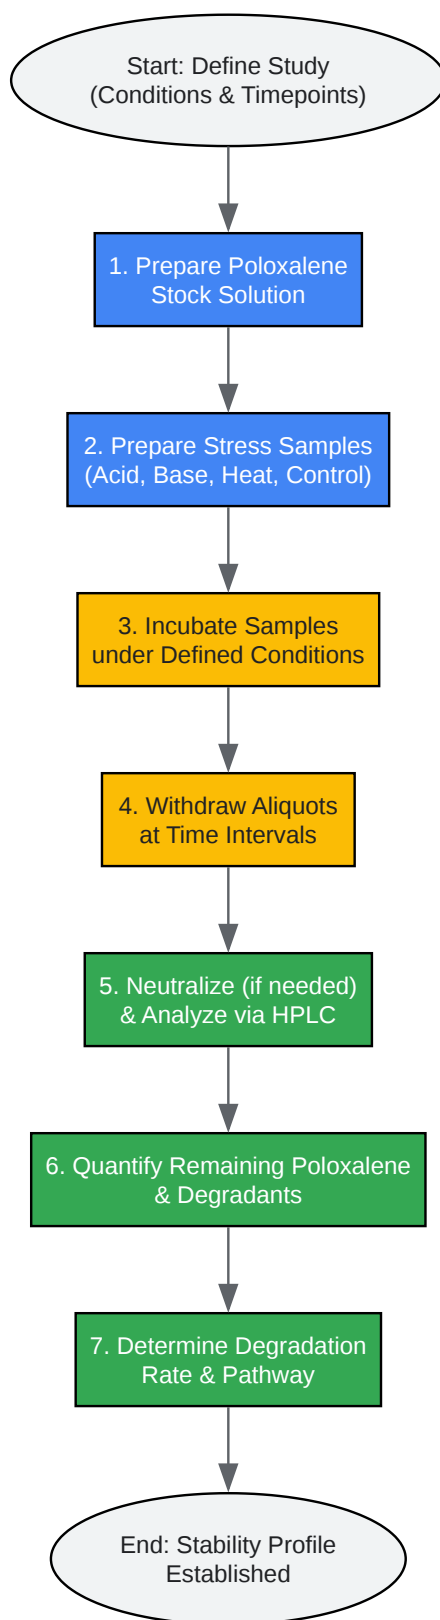 Start: Define Study
(Conditions & Timepoints)
1. Prepare Poloxalene
Stock Solution
2. Prepare Stress Samples
(Acid, Base, Heat, Control)
3. Incubate Samples
under Defined Conditions
4. Withdraw Aliquots
at Time Intervals
5. Neutralize (if needed)
& Analyze via HPLC
6. Quantify Remaining Poloxalene
& Degradants
7. Determine Degradation
Rate & Pathway
End: Stability Profile
Established